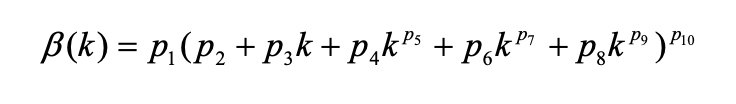 β(k) = p₁(p₂ + p₃k + p₄k^{p₅} + p₆k^{p₇} + p₈k^{p₉})^{p₁₀}